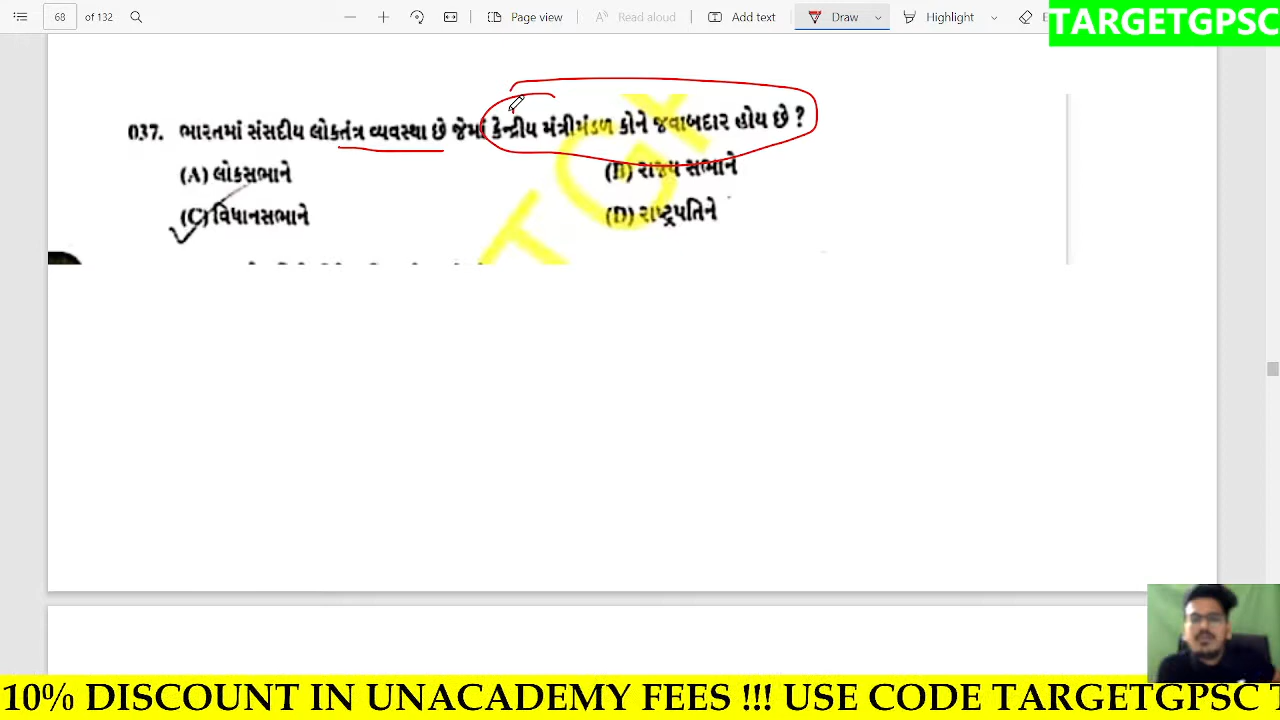 68 of 132 Page view Read aloud Add text Draw Highlight
TARGETGPSC
037. ભારતમાં સંસદીય લોકતંત્ર વ્યવસ્થા છે જેમાં કેન્દ્રીય મંત્રીમંડળ કોને જવાબદાર હોય છે ?
(A) લોકસભાને (B) રાજ્ય સભાને
(C) વિધાનસભાને (D) રાષ્ટ્રપતિને
10% DISCOUNT IN UNACADEMY FEES !!! USE CODE TARGETGPSC